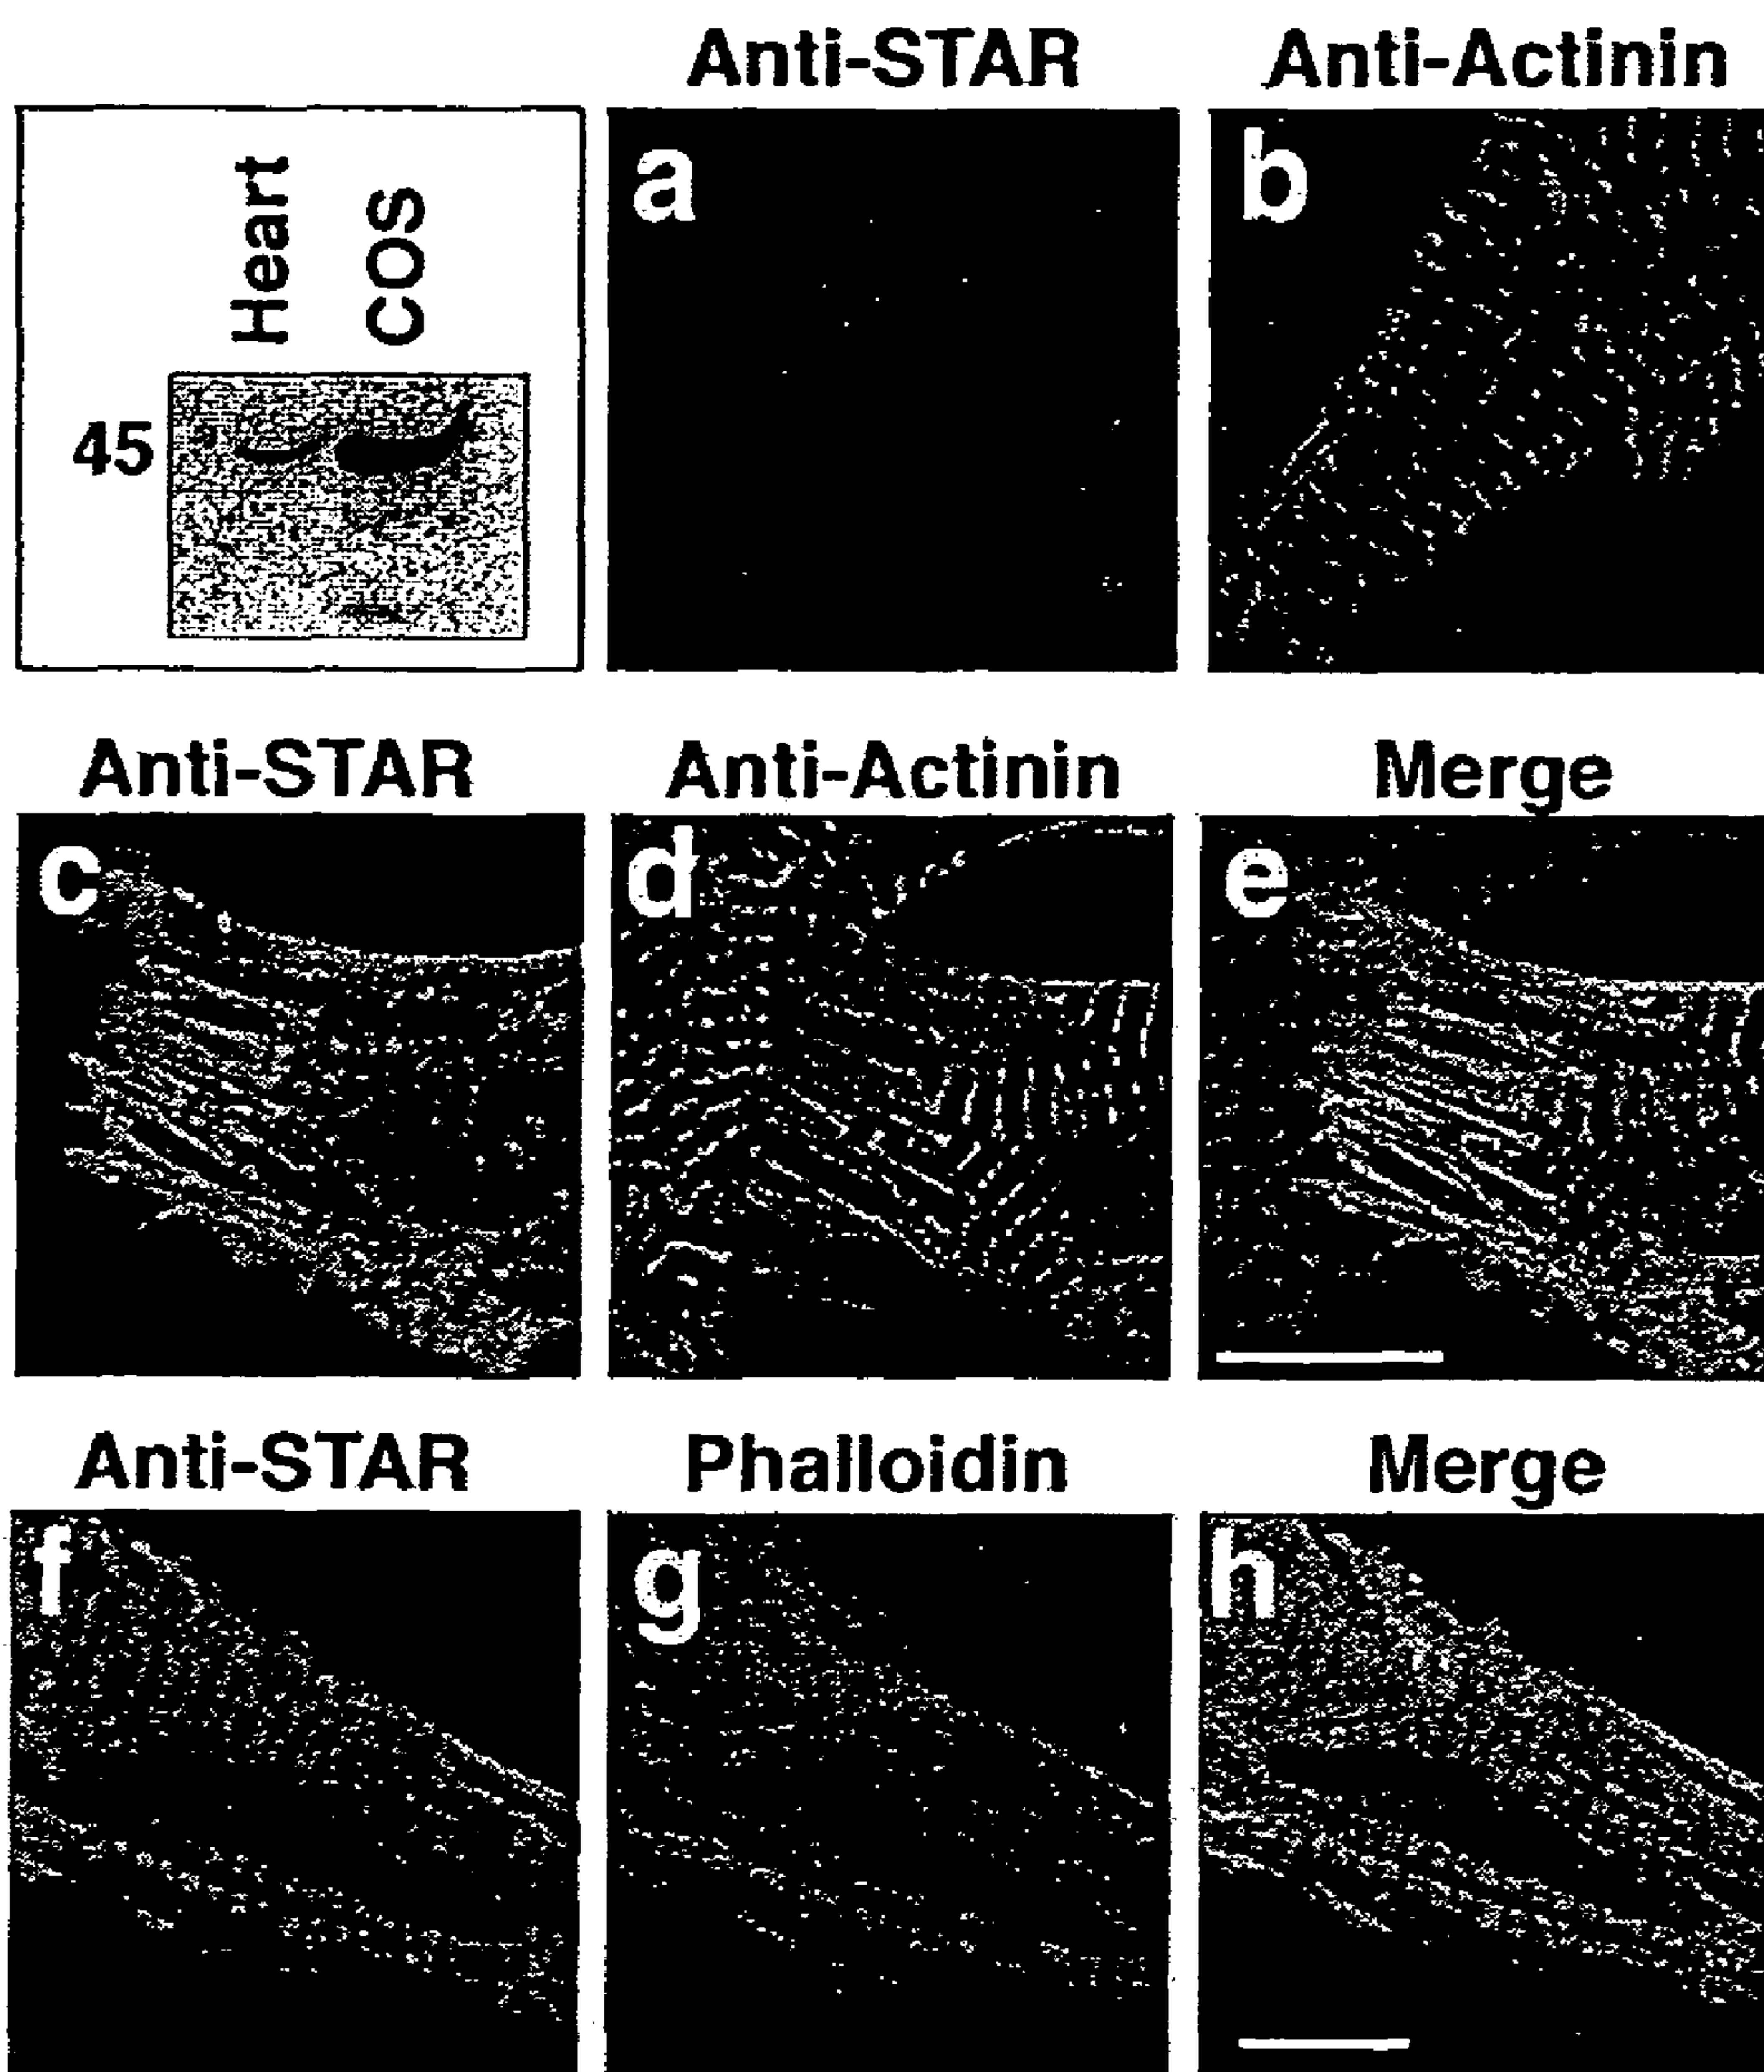 Anti-STAR Anti-Actinin
Heart COS
45
a b
Anti-STAR Anti-Actinin Merge
c d e
Anti-STAR Phalloidin Merge
f g h